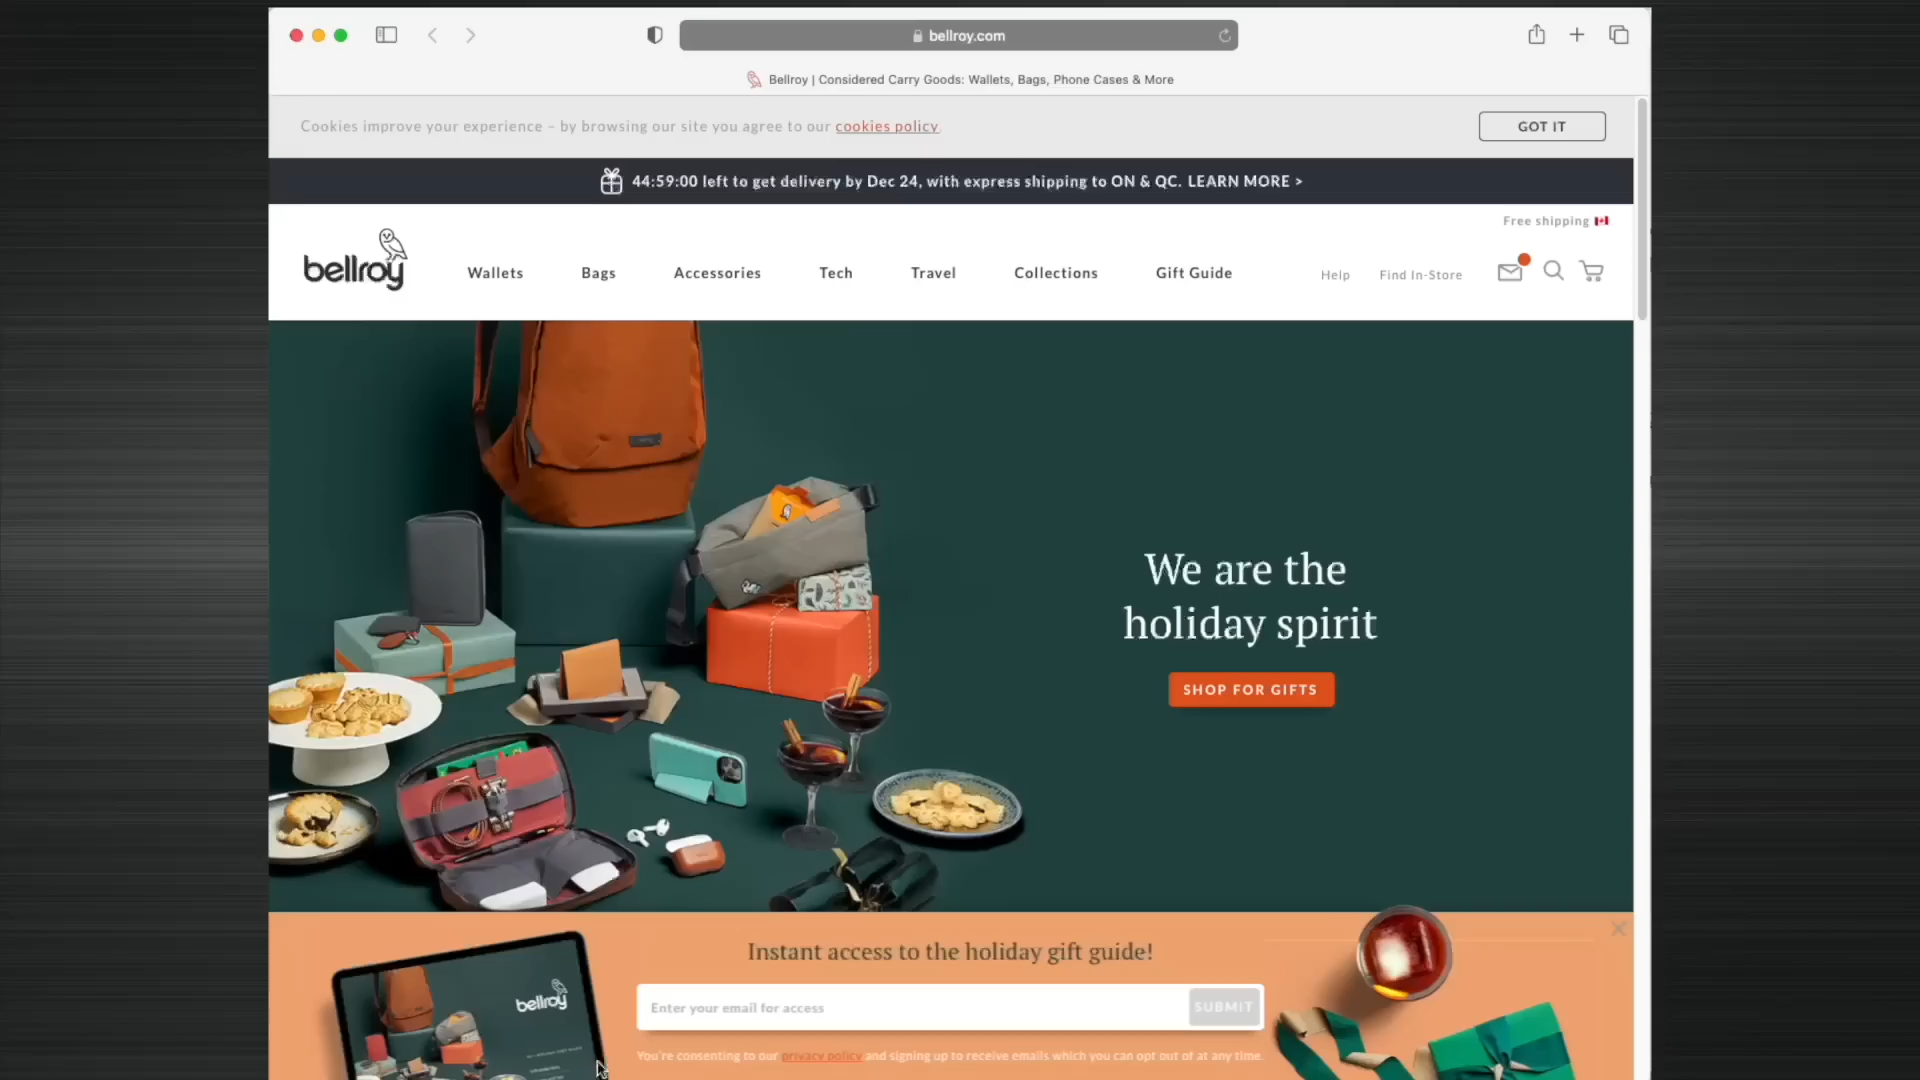 bellroy.com
Bellroy | Considered Carry Goods: Wallets, Bags, Phone Cases & More
Cookies improve your experience – by browsing our site you agree to our cookies policy.
GOT IT
44:59:00 left to get delivery by Dec 24, with express shipping to ON & QC. LEARN MORE >
Free shipping
bellroy
Wallets
Bags
Accessories
Tech
Travel
Collections
Gift Guide
Help
Find In-Store
We are the
holiday spirit
SHOP FOR GIFTS
Instant access to the holiday gift guide!
bellroy
Enter your email for access
SUBMIT
You're consenting to our privacy policy and signing up to receive emails which you can opt out of at any time.